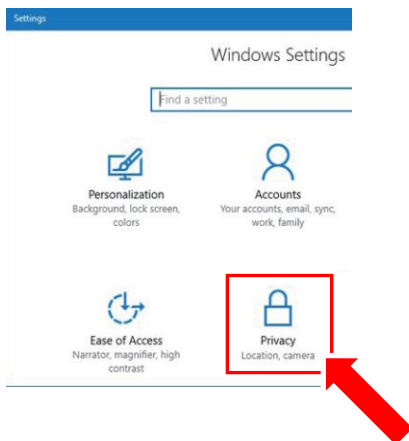 Settings
Windows Settings
Find a setting
Personalization
Background, lock screen,
colors
Accounts
Your accounts, email, sync,
work, family
Ease of Access
Narrator, magnifier, high
contrast
Privacy
Location, camera